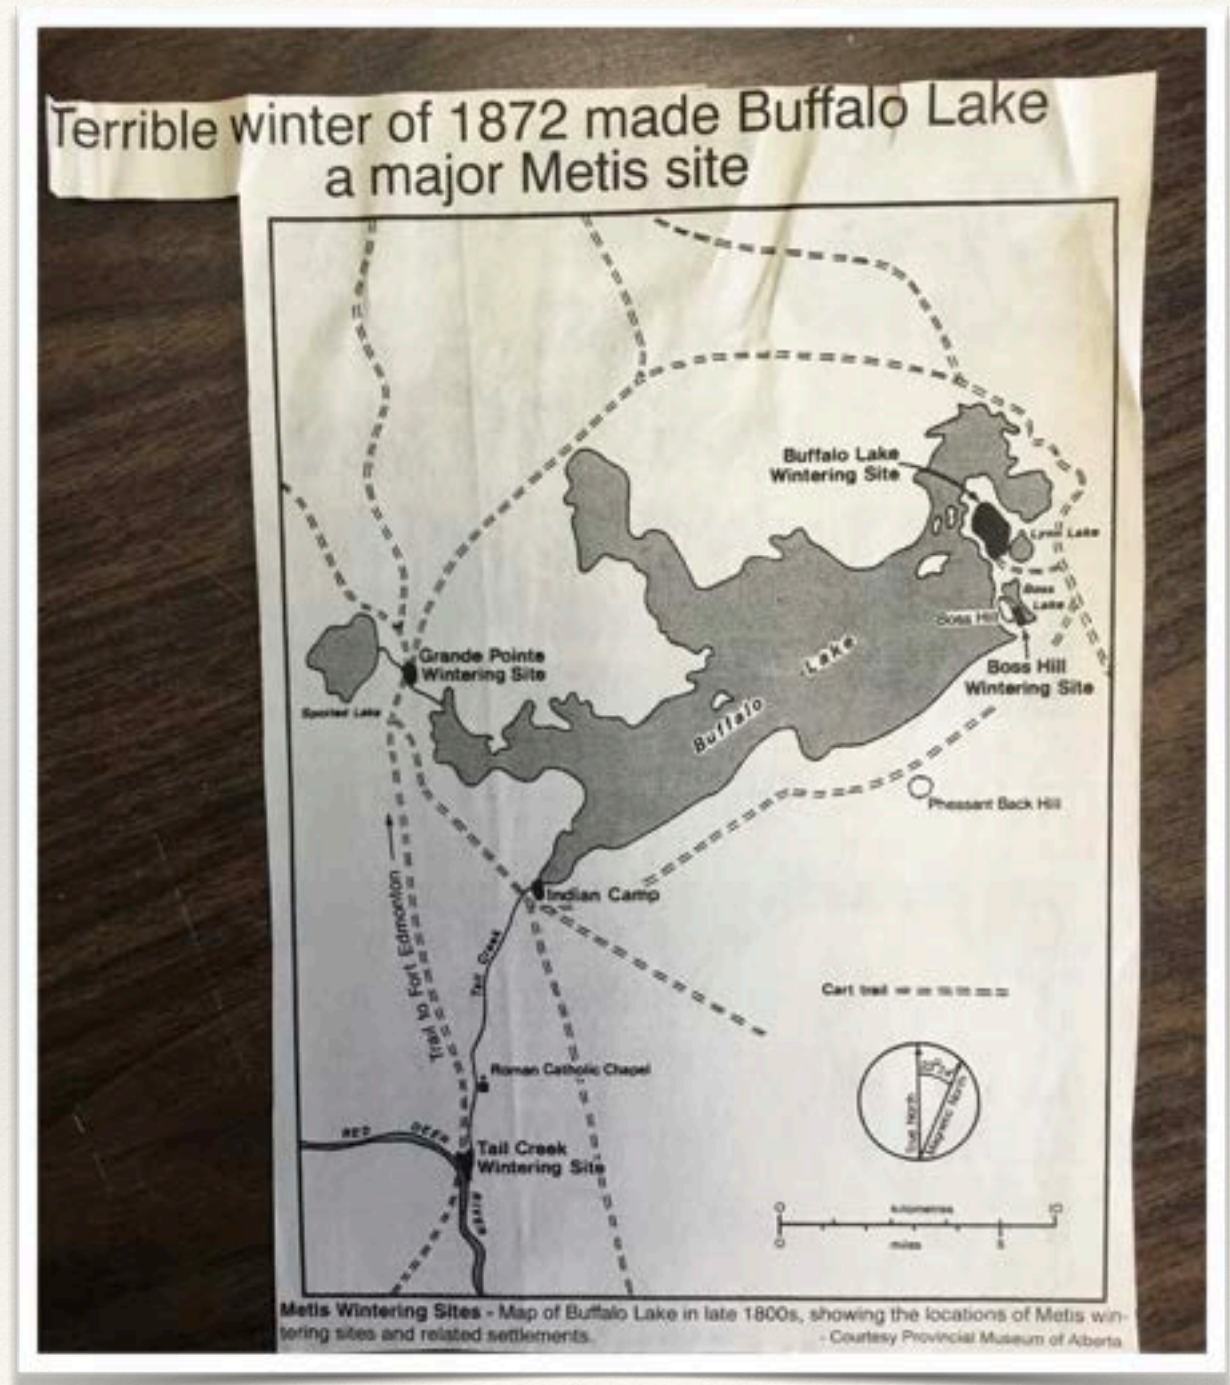 Terrible winter of 1872 made Buffalo Lake
a major Metis site
Buffalo Lake
Wintering Site
Lynn Lake
Boss
Lake
Boss Hill
Boss Hill
Wintering Site
Grande Pointe
Wintering Site
Spotted Lake
Buffalo Lake
Pheasant Back Hill
Indian Camp
Trail to Fort Edmonton
Tail Creek
Cart trail
Roman Catholic Chapel
True North
Magnetic North
RED DEER
RIVER
Tail Creek
Wintering Site
0 kilometres 10
0 miles 5
Metis Wintering Sites - Map of Buffalo Lake in late 1800s, showing the locations of Metis win-
tering sites and related settlements.
- Courtesy Provincial Museum of Alberta